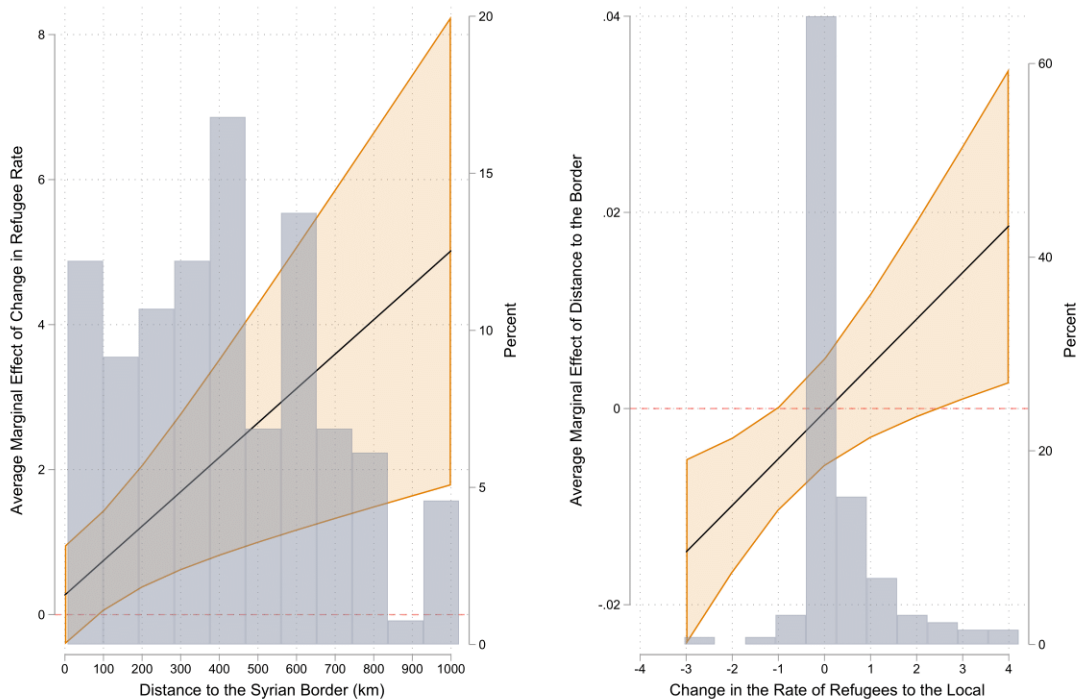 Average Marginal Effect of Change in Refugee Rate
8
6
4
2
0
20
15
10
5
0
Percent
0 100 200 300 400 500 600 700 800 900 1000
Distance to the Syrian Border (km)
Average Marginal Effect of Distance to the Border
.04
.02
0
-.02
60
40
20
0
Percent
-4 -3 -2 -1 0 1 2 3 4
Change in the Rate of Refugees to the Local